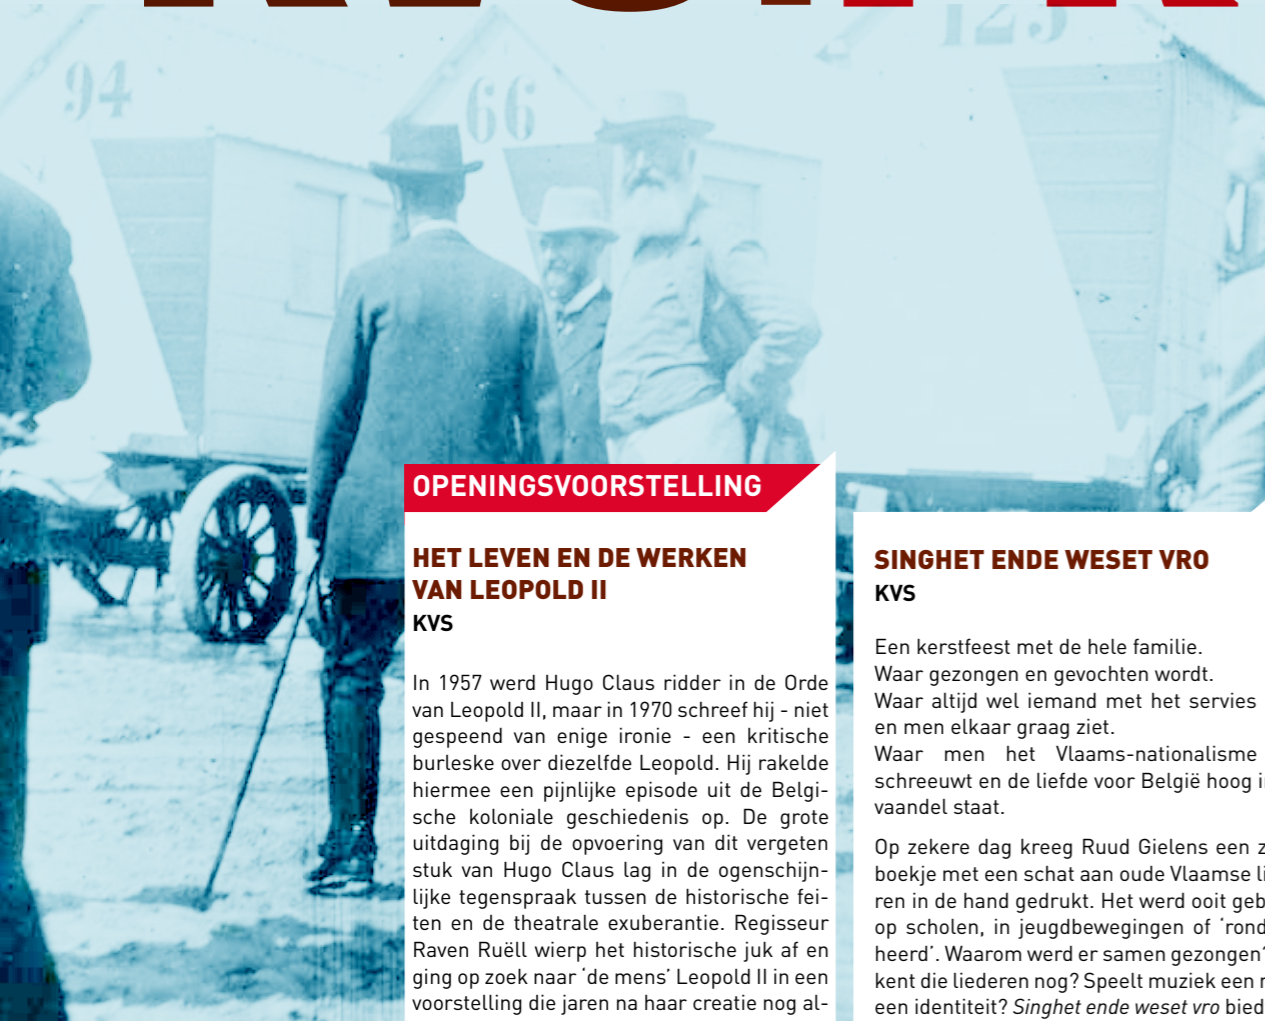 94
66
123
OPENINGSVOORSTELLING
HET LEVEN EN DE WERKEN
VAN LEOPOLD II
KVS
In 1957 werd Hugo Claus ridder in de Orde
van Leopold II, maar in 1970 schreef hij - niet
gespeend van enige ironie - een kritische
burleske over diezelfde Leopold. Hij rakelde
hiermee een pijnlijke episode uit de Belgi-
sche koloniale geschiedenis op. De grote
uitdaging bij de opvoering van dit vergeten
stuk van Hugo Claus lag in de ogenschijn-
lijke tegenspraak tussen de historische fei-
ten en de theatrale exuberantie. Regisseur
Raven Ruëll wierp het historische juk af en
ging op zoek naar ‘de mens’ Leopold II in een
voorstelling die jaren na haar creatie nog al-
SINGHET ENDE WESET VRO
KVS
Een kerstfeest met de hele familie.
Waar gezongen en gevochten wordt.
Waar altijd wel iemand met het servies
en men elkaar graag ziet.
Waar men het Vlaams-nationalisme
schreeuwt en de liefde voor België hoog
vaandel staat.
Op zekere dag kreeg Ruud Gielens een
boekje met een schat aan oude Vlaamse
ren in de hand gedrukt. Het werd ooit
op scholen, in jeugdbewegingen of ‘rond
heerd’. Waarom werd er samen gezongen?
kent die liederen nog? Speelt muziek een
een identiteit? Singhet ende weset vro